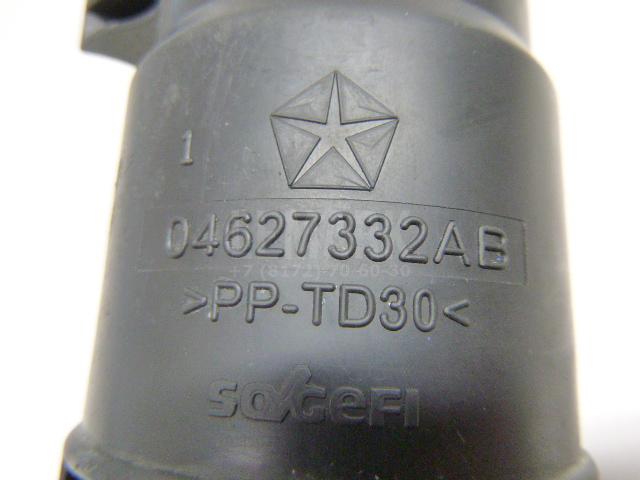 1
04627332AB
+7 (8172)-70-60-30
>PP-TD30<
SOGEFI